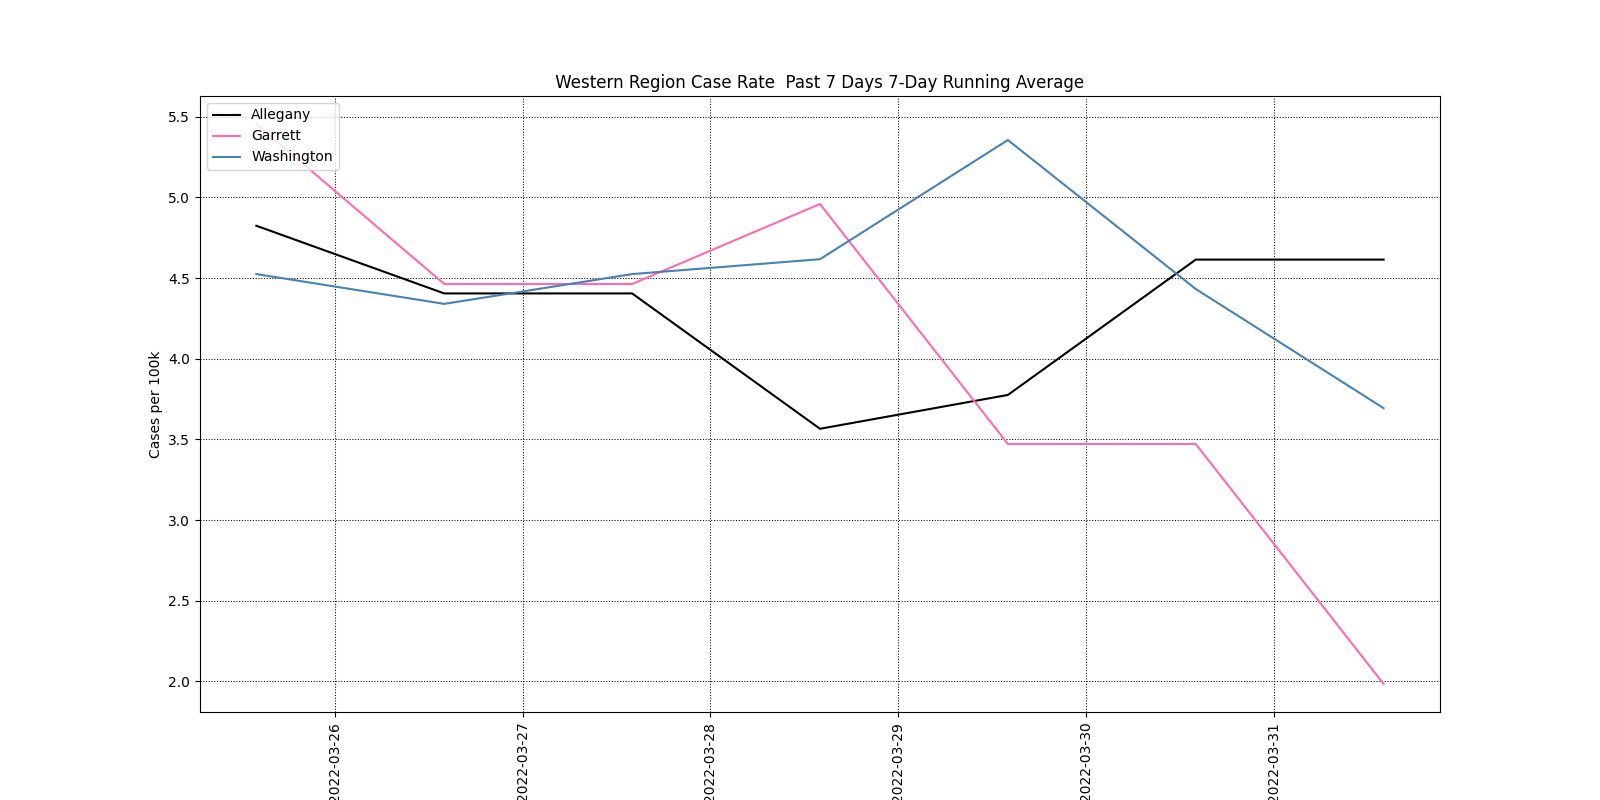 Western Region Case Rate  Past 7 Days 7-Day Running Average
Allegany
Garrett
Washington
Cases per 100k
5.5
5.0
4.5
4.0
3.5
3.0
2.5
2.0
2022-03-26
2022-03-27
2022-03-28
2022-03-29
2022-03-30
2022-03-31